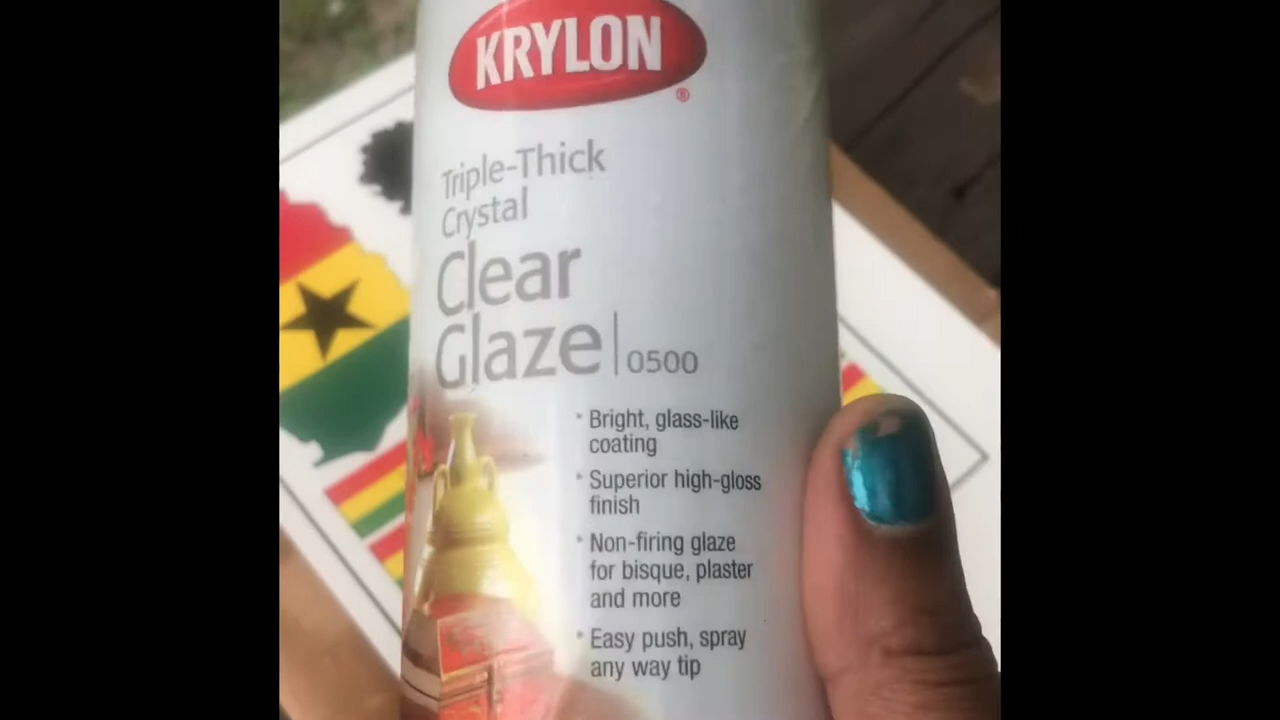 KRYLON
®
Triple-Thick
Crystal
Clear
Glaze | 0500
* Bright, glass-like
coating
* Superior high-gloss
finish
* Non-firing glaze
for bisque, plaster
and more
* Easy push, spray
any way tip